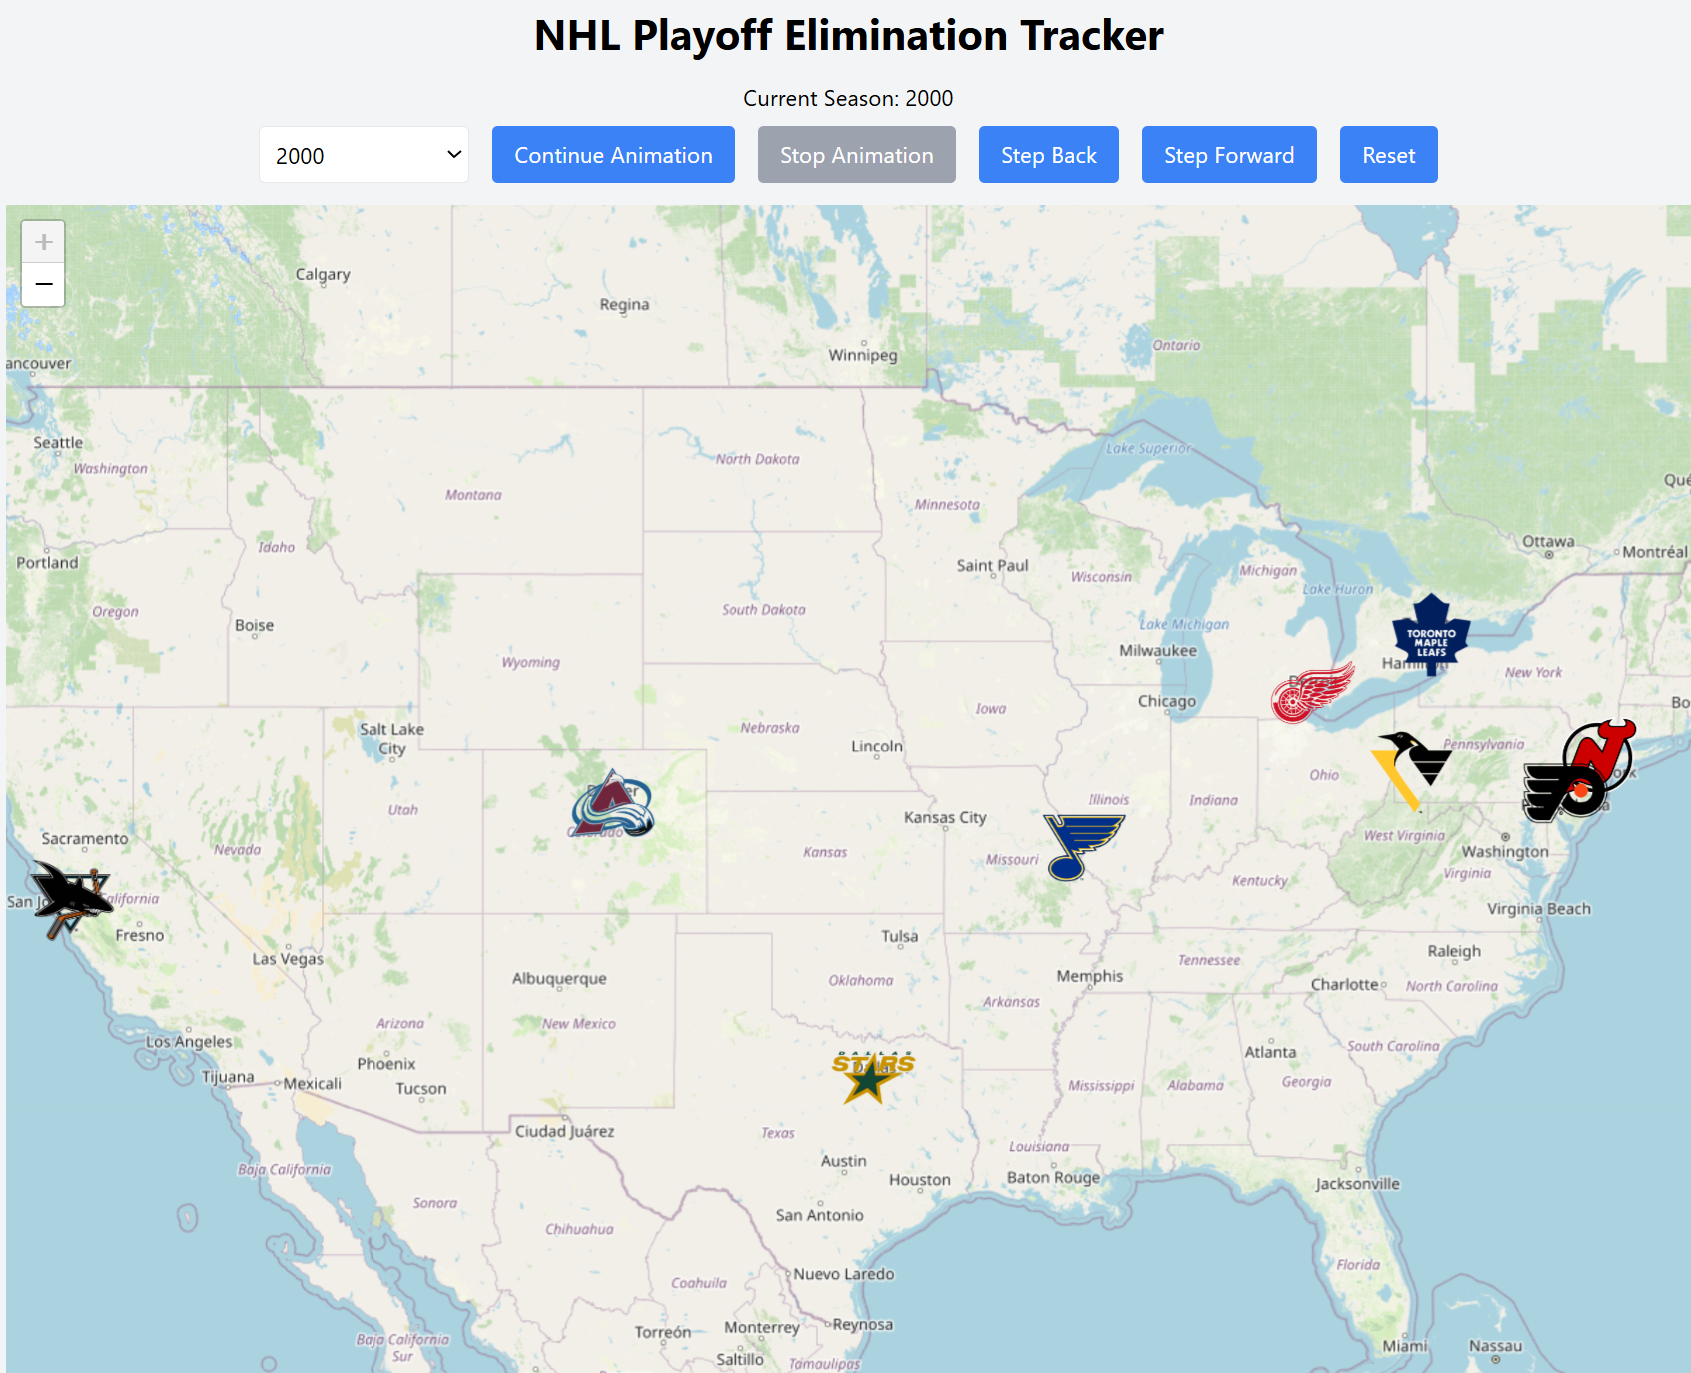 NHL Playoff Elimination Tracker
Current Season: 2000
2000
Continue Animation
Stop Animation
Step Back
Step Forward
Reset
+
−
Calgary
Regina
Winnipeg
Ontario
ancouver
Seattle
Washington
Montana
North Dakota
Minnesota
Lake Superior
Qué
Portland
Idaho
Saint Paul
Wisconsin
Michigan
Lake Huron
Ottawa
Montréal
Oregon
Boise
South Dakota
Lake Michigan
TORONTO
MAPLE
LEAFS
Wyoming
Milwaukee
Ham
New York
Salt Lake
City
Nebraska
Iowa
Chicago
Bo
Lincoln
Pennsylvania
Ohio
Utah
Illinois
Indiana
Sacramento
Nevada
Kansas City
Kansas
Missouri
West Virginia
Washington
Virginia
Kentucky
San Jo
alifornia
Fresno
Las Vegas
Virginia Beach
Tulsa
Raleigh
Albuquerque
Oklahoma
Memphis
Tennessee
Charlotte
North Carolina
Arkansas
Los Angeles
Arizona
New Mexico
Phoenix
DALLAS
STARS
Atlanta
South Carolina
Tijuana
Mexicali
Tucson
Mississippi
Alabama
Georgia
Ciudad Juárez
Texas
Louisiana
Austin
Houston
Baton Rouge
Jacksonville
Baja California
Sonora
Chihuahua
San Antonio
Florida
Coahuila
Nuevo Laredo
Torreón
Monterrey
Reynosa
Baja California
Sur
Saltillo
Tamaulipas
Miami
Nassau